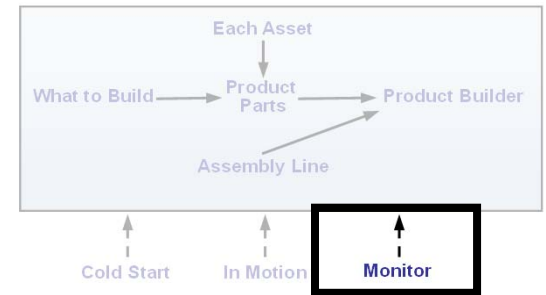 Each Asset
What to Build
Product
Parts
Product Builder
Assembly Line
Cold Start
In Motion
Monitor